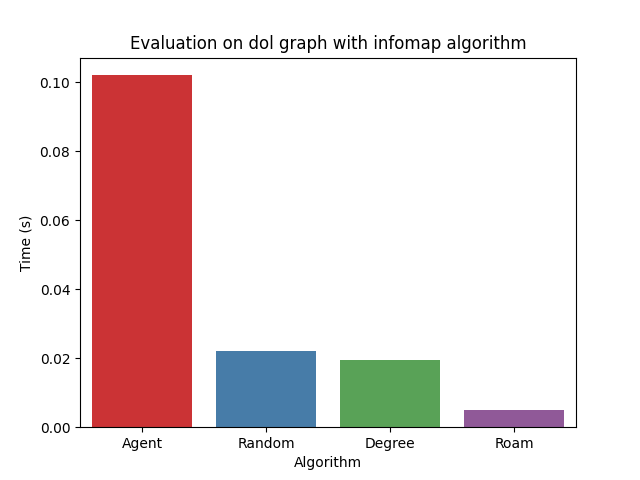 Evaluation on dol graph with infomap algorithm
0.10
0.08
0.06
0.04
0.02
0.00
Time (s)
Agent Random Degree Roam
Algorithm